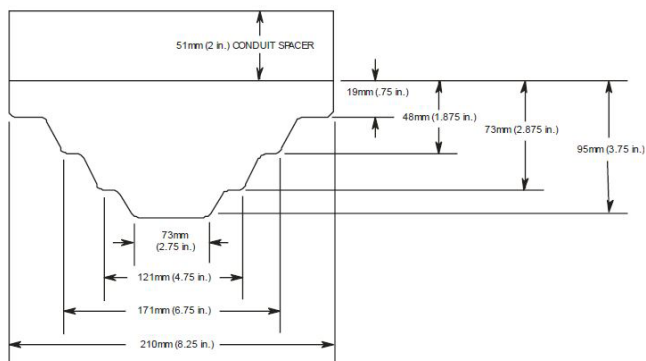 51mm (2 in.) CONDUIT SPACER
19mm (.75 in.)
48mm (1.875 in.)
73mm (2.875 in.)
95mm (3.75 in.)
73mm
(2.75 in.)
121mm (4.75 in.)
171mm (6.75 in.)
210mm (8.25 in.)